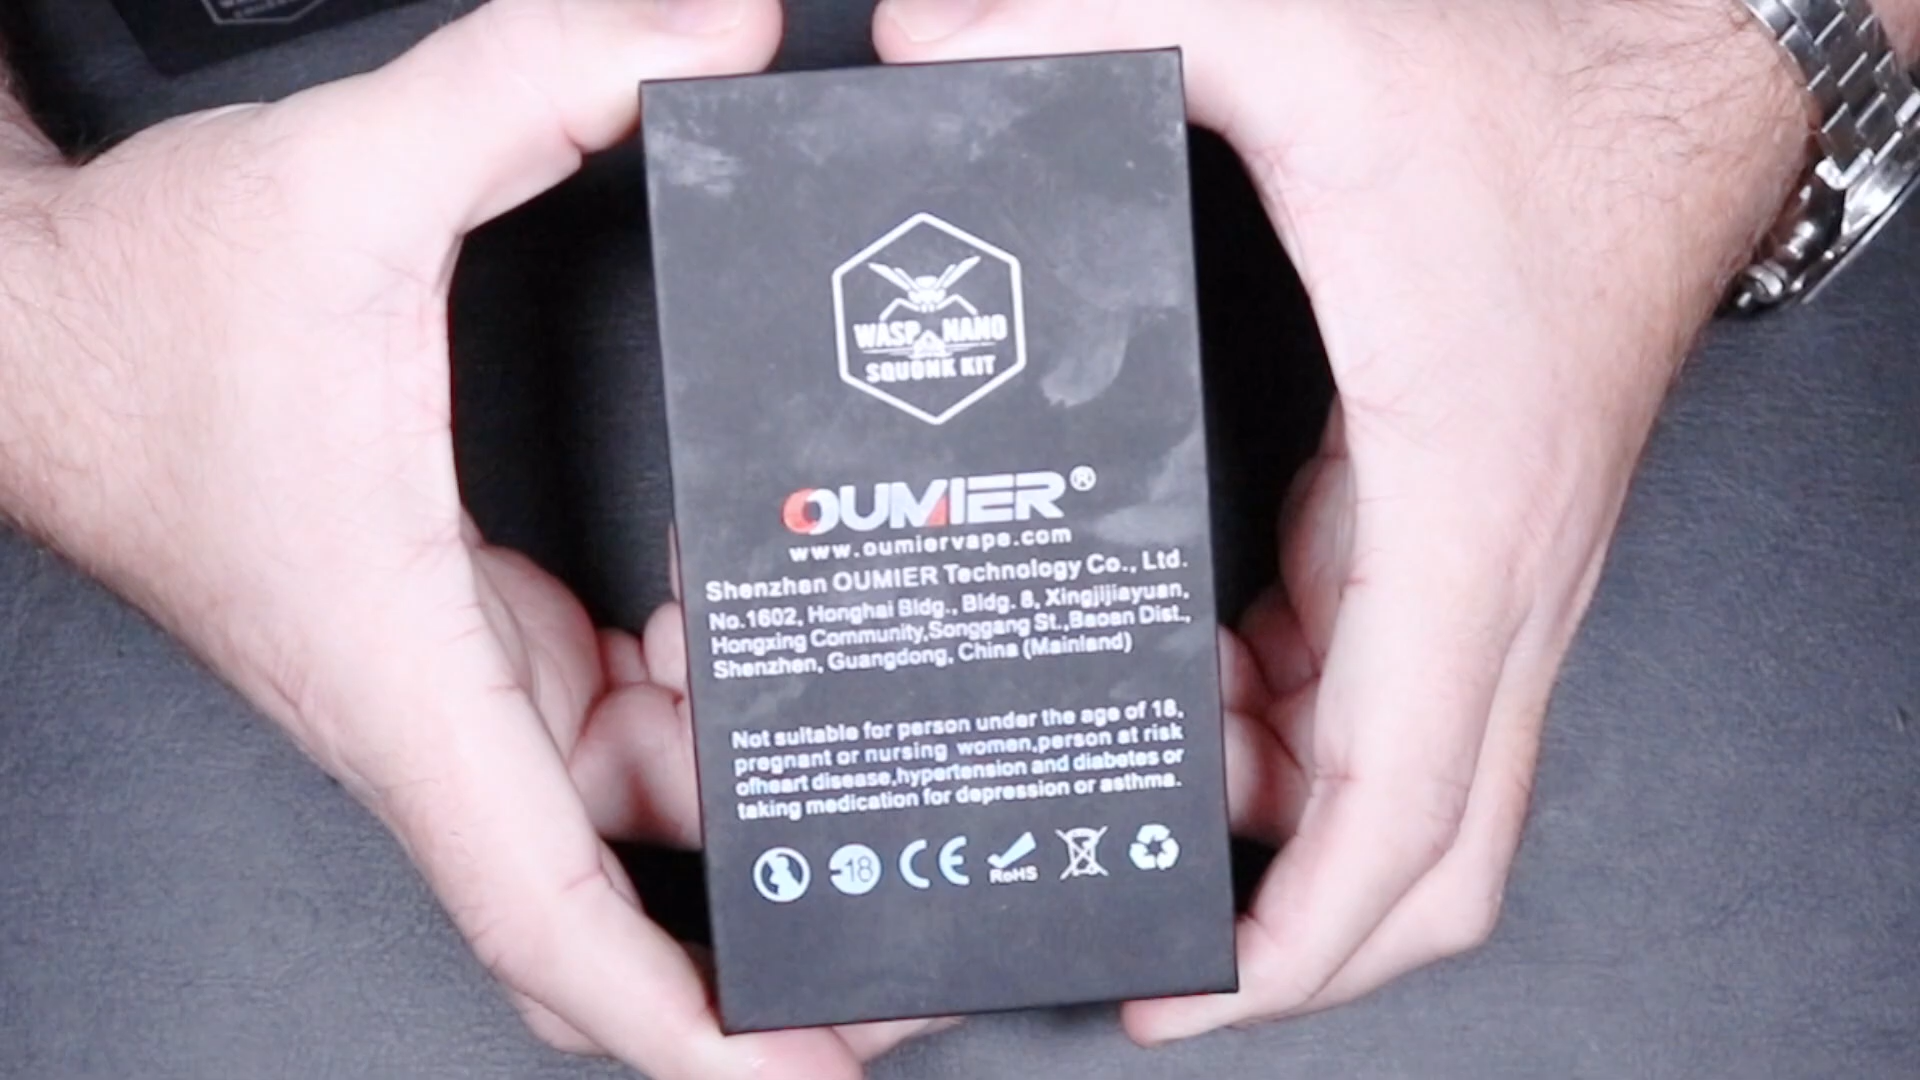 WASP NANO
SQUONK KIT
OUMIER®
www.oumiervape.com
Shenzhen OUMIER Technology Co., Ltd.
No.1602, Honghai Bldg., Bldg. 8, Xingjijiayuan,
Hongxing Community,Songgang St.,Baoan Dist.,
Shenzhen, Guangdong, China (Mainland)
Not suitable for person under the age of 18,
pregnant or nursing women,person at risk
ofheart disease,hypertension and diabetes or
taking medication for depression or asthma.
-18 CE RoHS